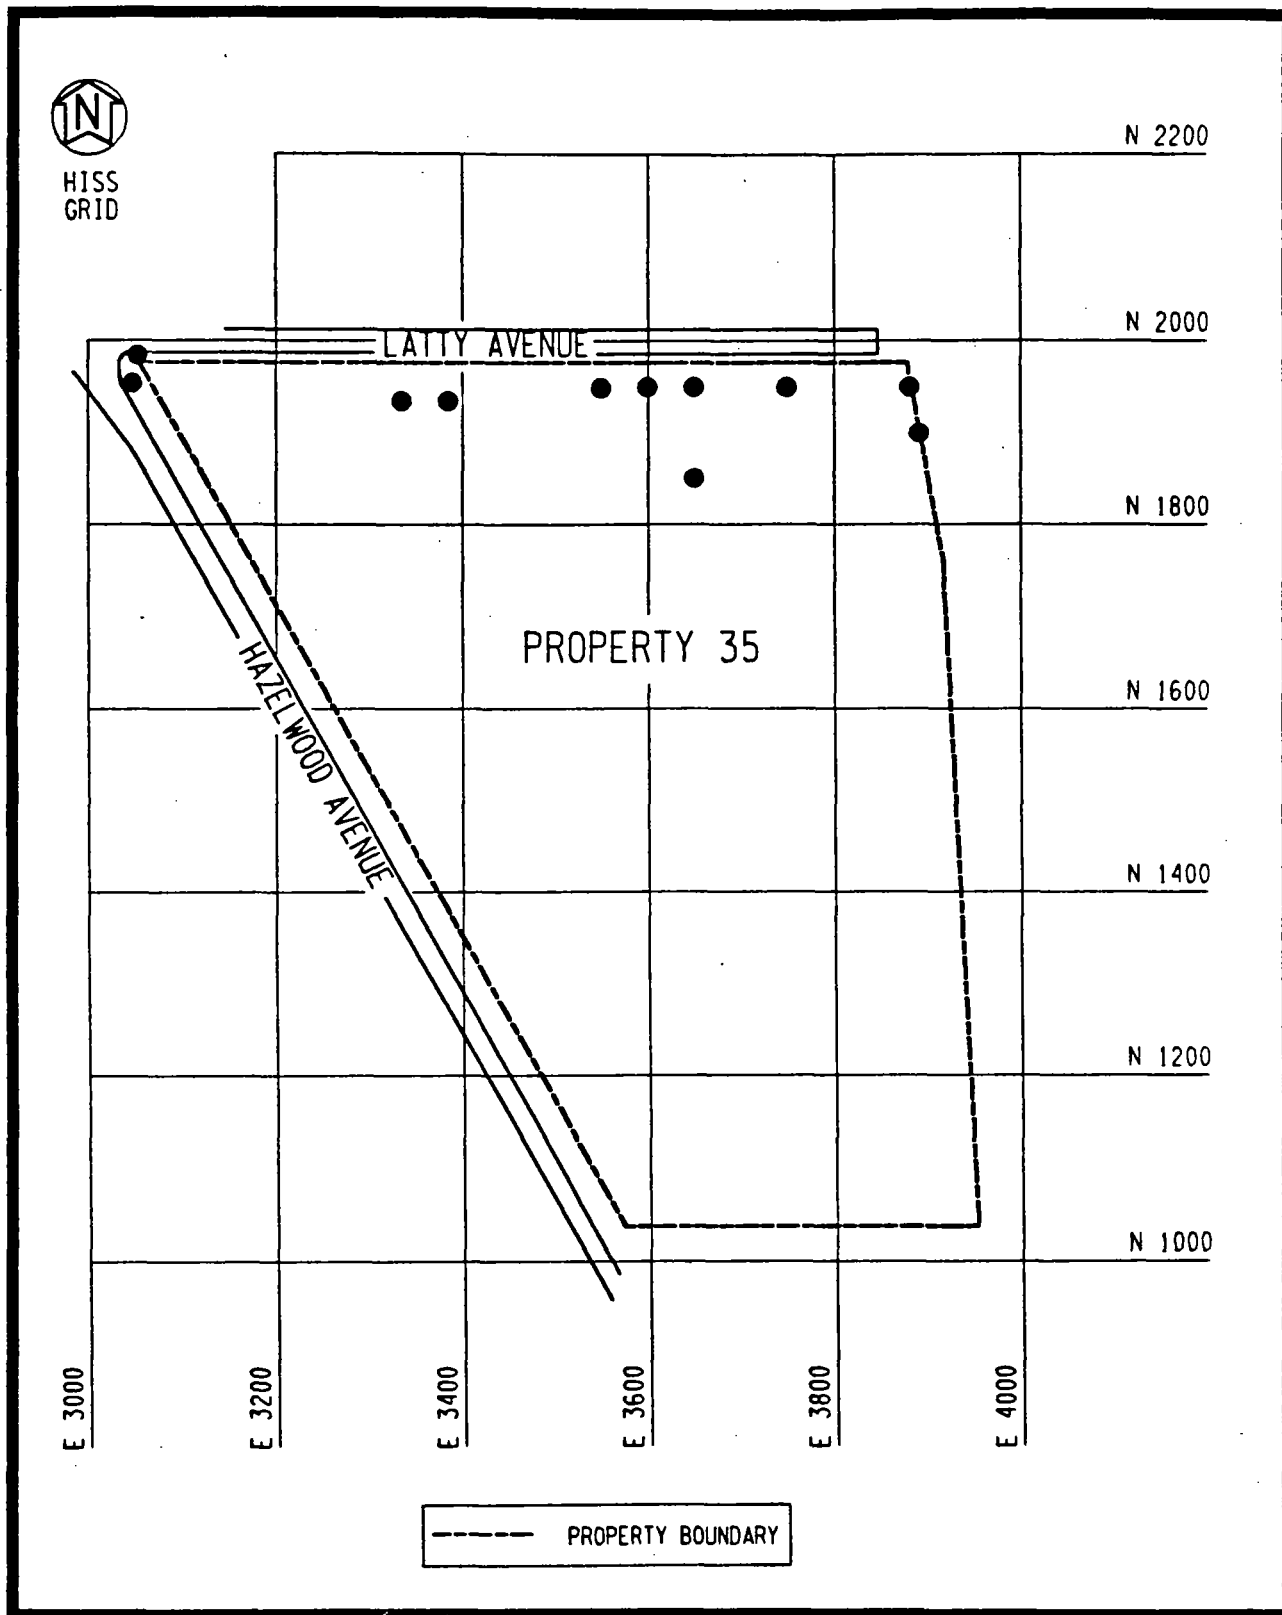 N
HISS
GRID
N 2200
N 2000
LATTY AVENUE
N 1800
PROPERTY 35
N 1600
HAZELWOOD AVENUE
N 1400
N 1200
N 1000
E 3000
E 3200
E 3400
E 3600
E 3800
E 4000
PROPERTY BOUNDARY